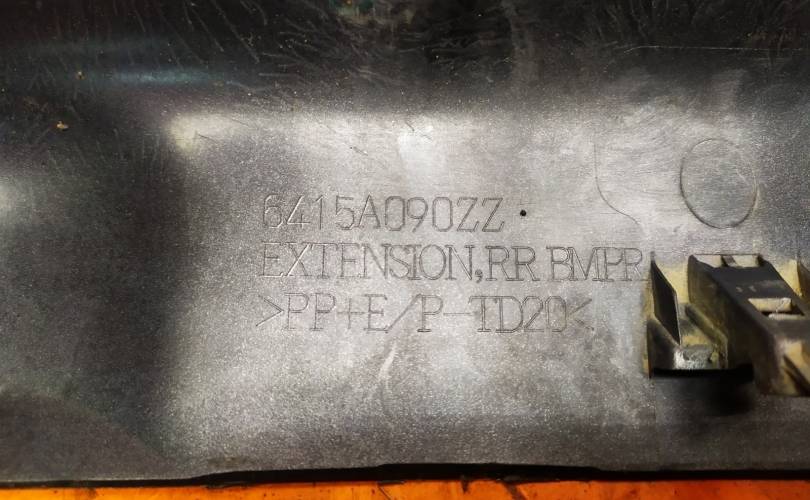 6415A090ZZ
EXTENSION,RR BMPR
>PP+E/P-TD20<